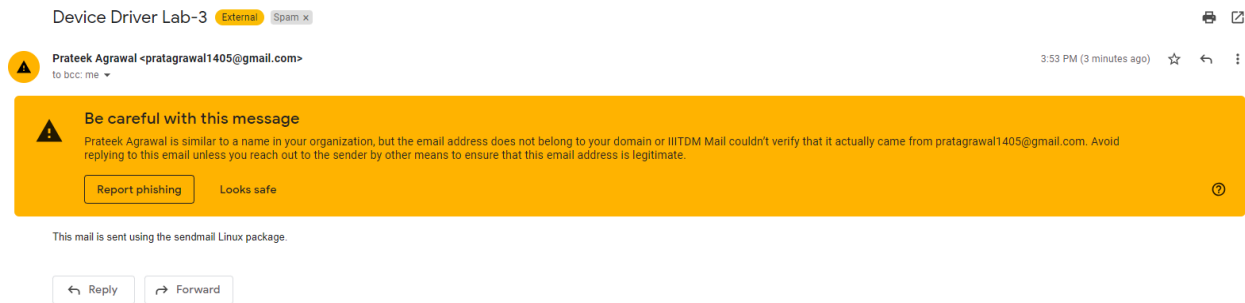 Device Driver Lab-3 External Spam x
Prateek Agrawal <pratagrawal1405@gmail.com> 3:53 PM (3 minutes ago)
to bcc: me
Be careful with this message
Prateek Agrawal is similar to a name in your organization, but the email address does not belong to your domain or IIITDM Mail couldn't verify that it actually came from pratagrawal1405@gmail.com. Avoid
replying to this email unless you reach out to the sender by other means to ensure that this email address is legitimate.
Report phishing Looks safe
This mail is sent using the sendmail Linux package.
Reply Forward